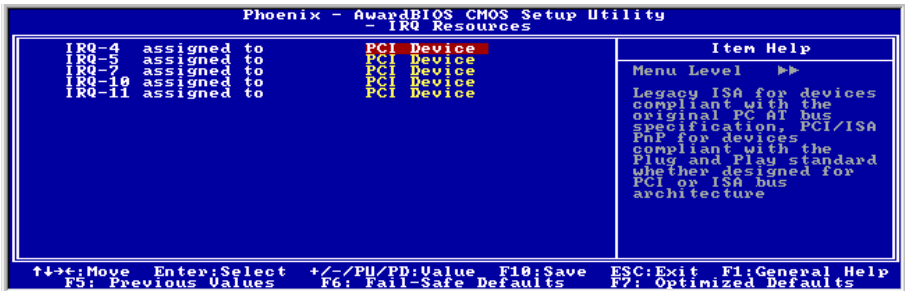 Phoenix - AwardBIOS CMOS Setup Utility
- IRQ Resources
IRQ-4 assigned to PCI Device
IRQ-5 assigned to PCI Device
IRQ-7 assigned to PCI Device
IRQ-10 assigned to PCI Device
IRQ-11 assigned to PCI Device
Item Help
Menu Level ▶▶
Legacy ISA for devices
compliant with the
original PC AT bus
specification, PCI/ISA
PnP for devices
compliant with the
Plug and Play standard
whether designed for
PCI or ISA bus
architecture
↑↓→←:Move Enter:Select +/-/PU/PD:Value F10:Save ESC:Exit F1:General Help
F5: Previous Values F6: Fail-Safe Defaults F7: Optimized Defaults